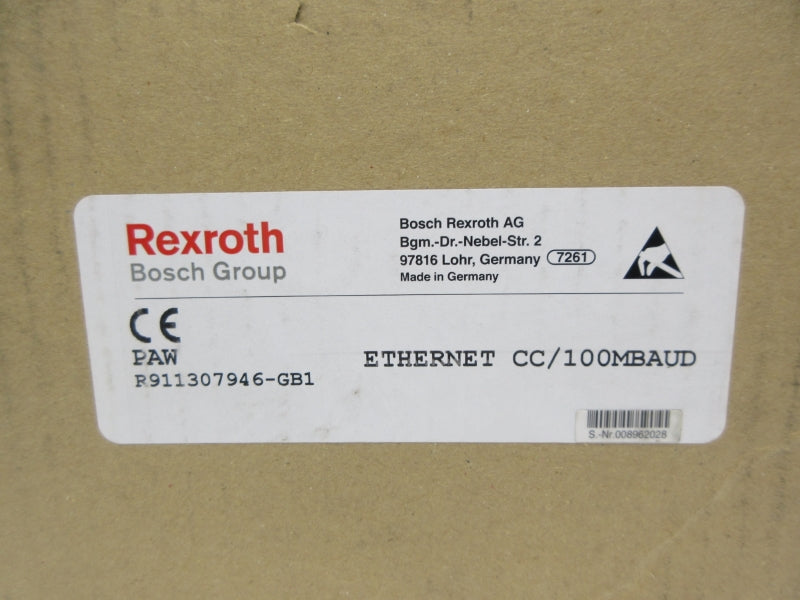 Rexroth
Bosch Group
Bosch Rexroth AG
Bgm.-Dr.-Nebel-Str. 2
97816 Lohr, Germany 7261
Made in Germany
CE
PAW ETHERNET CC/100MBAUD
R911307946-GB1
S.-Nr.008962028